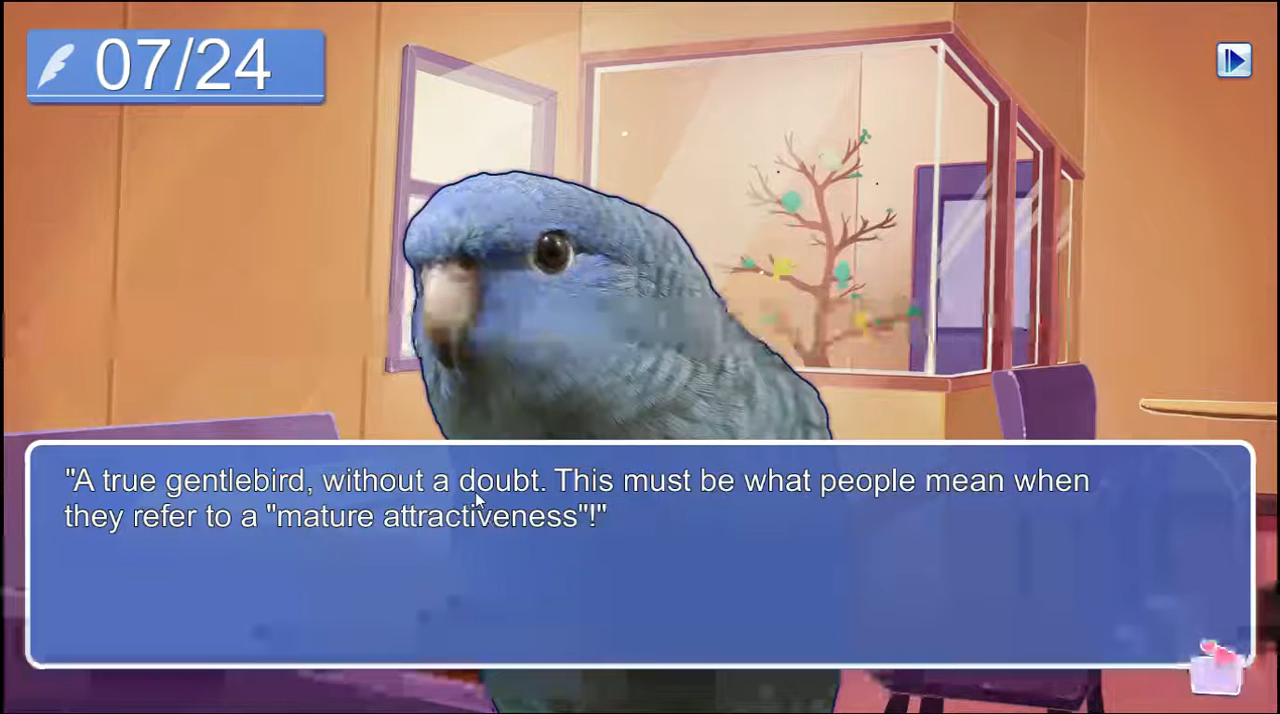 07/24
"A true gentlebird, without a doubt. This must be what people mean when
they refer to a "mature attractiveness"!"